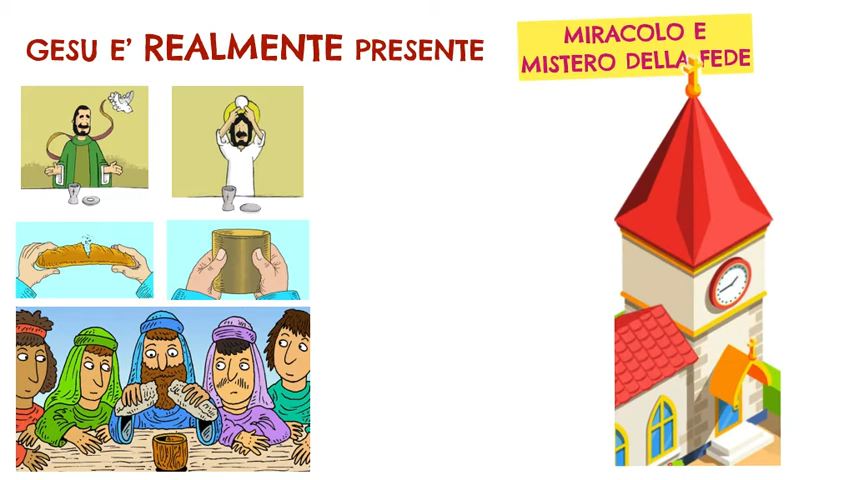 GESU E' REALMENTE PRESENTE
MIRACOLO E
MISTERO DELLA FEDE